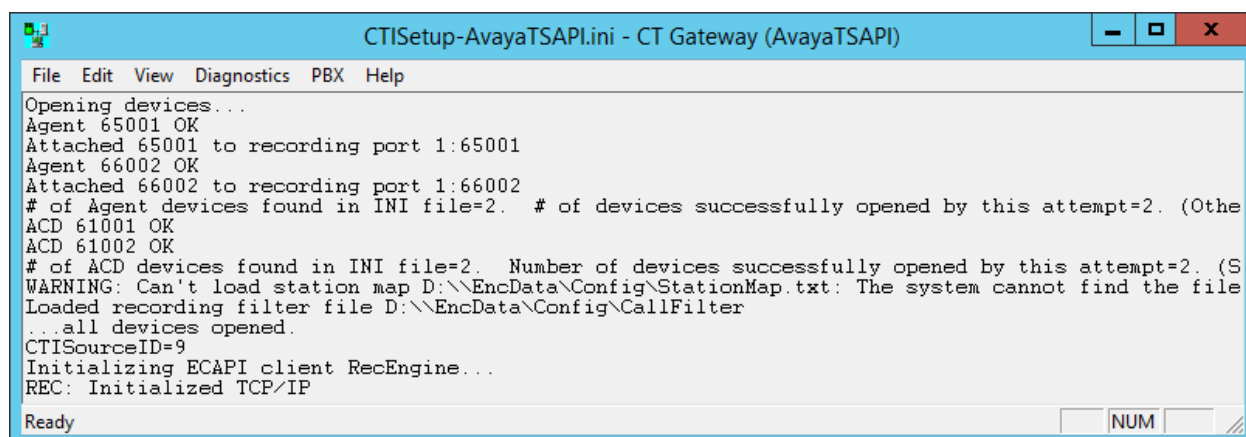 CTISetup-AvayaTSAPI.ini - CT Gateway (AvayaTSAPI)
File Edit View Diagnostics PBX Help
Opening devices...
Agent 65001 OK
Attached 65001 to recording port 1:65001
Agent 66002 OK
Attached 66002 to recording port 1:66002
# of Agent devices found in INI file=2.  # of devices successfully opened by this attempt=2. (Othe
ACD 61001 OK
ACD 61002 OK
# of ACD devices found in INI file=2.  Number of devices successfully opened by this attempt=2. (S
WARNING: Can't load station map D:\\EncData\Config\StationMap.txt: The system cannot find the file
Loaded recording filter file D:\\EncData\Config\CallFilter
...all devices opened.
CTISourceID=9
Initializing ECAPI client RecEngine...
REC: Initialized TCP/IP
Ready NUM